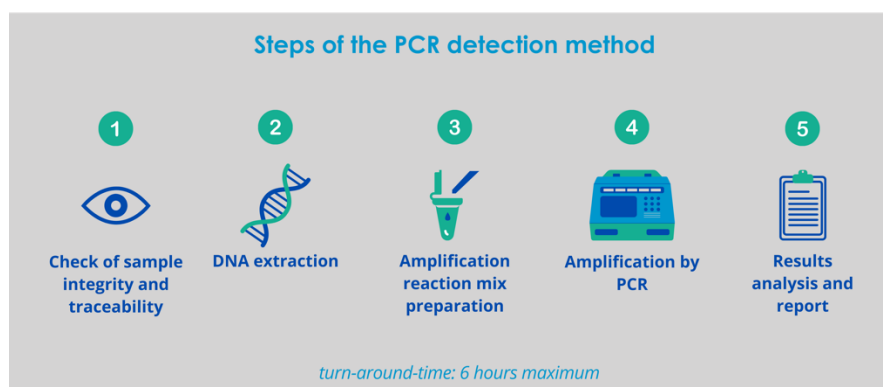 Steps of the PCR detection method
1
Check of sample
integrity and
traceability
2
DNA extraction
3
Amplification
reaction mix
preparation
4
Amplification by
PCR
5
Results
analysis and
report
turn-around-time: 6 hours maximum